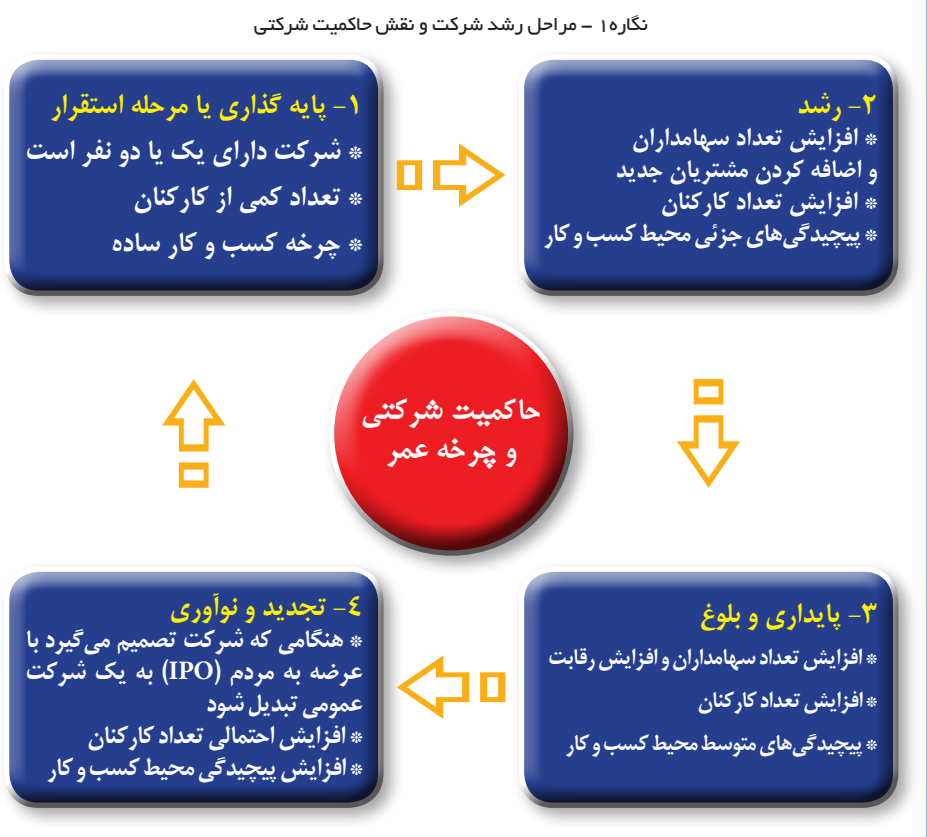 نگاره۱ - مراحل رشد شرکت و نقش حاکمیت شرکتی
۱- پایه گذاری یا مرحله استقرار
* شرکت دارای یک یا دو نفر است
* تعداد کمی از کارکنان
* چرخه کسب و کار ساده
۲- رشد
* افزایش تعداد سهامداران
و اضافه کردن مشتریان جدید
* افزایش تعداد کارکنان
* پیچیدگی‌های جزئی محیط کسب و کار
حاکمیت شرکتی
و چرخه عمر
۳- پایداری و بلوغ
* افزایش تعداد سهامداران و افزایش رقابت
* افزایش تعداد کارکنان
* پیچیدگی‌های متوسط محیط کسب و کار
٤- تجدید و نوآوری
* هنگامی که شرکت تصمیم می‌گیرد با
عرضه به مردم (IPO) به یک شرکت
عمومی تبدیل شود
* افزایش احتمالی تعداد کارکنان
* افزایش پیچیدگی محیط کسب و کار